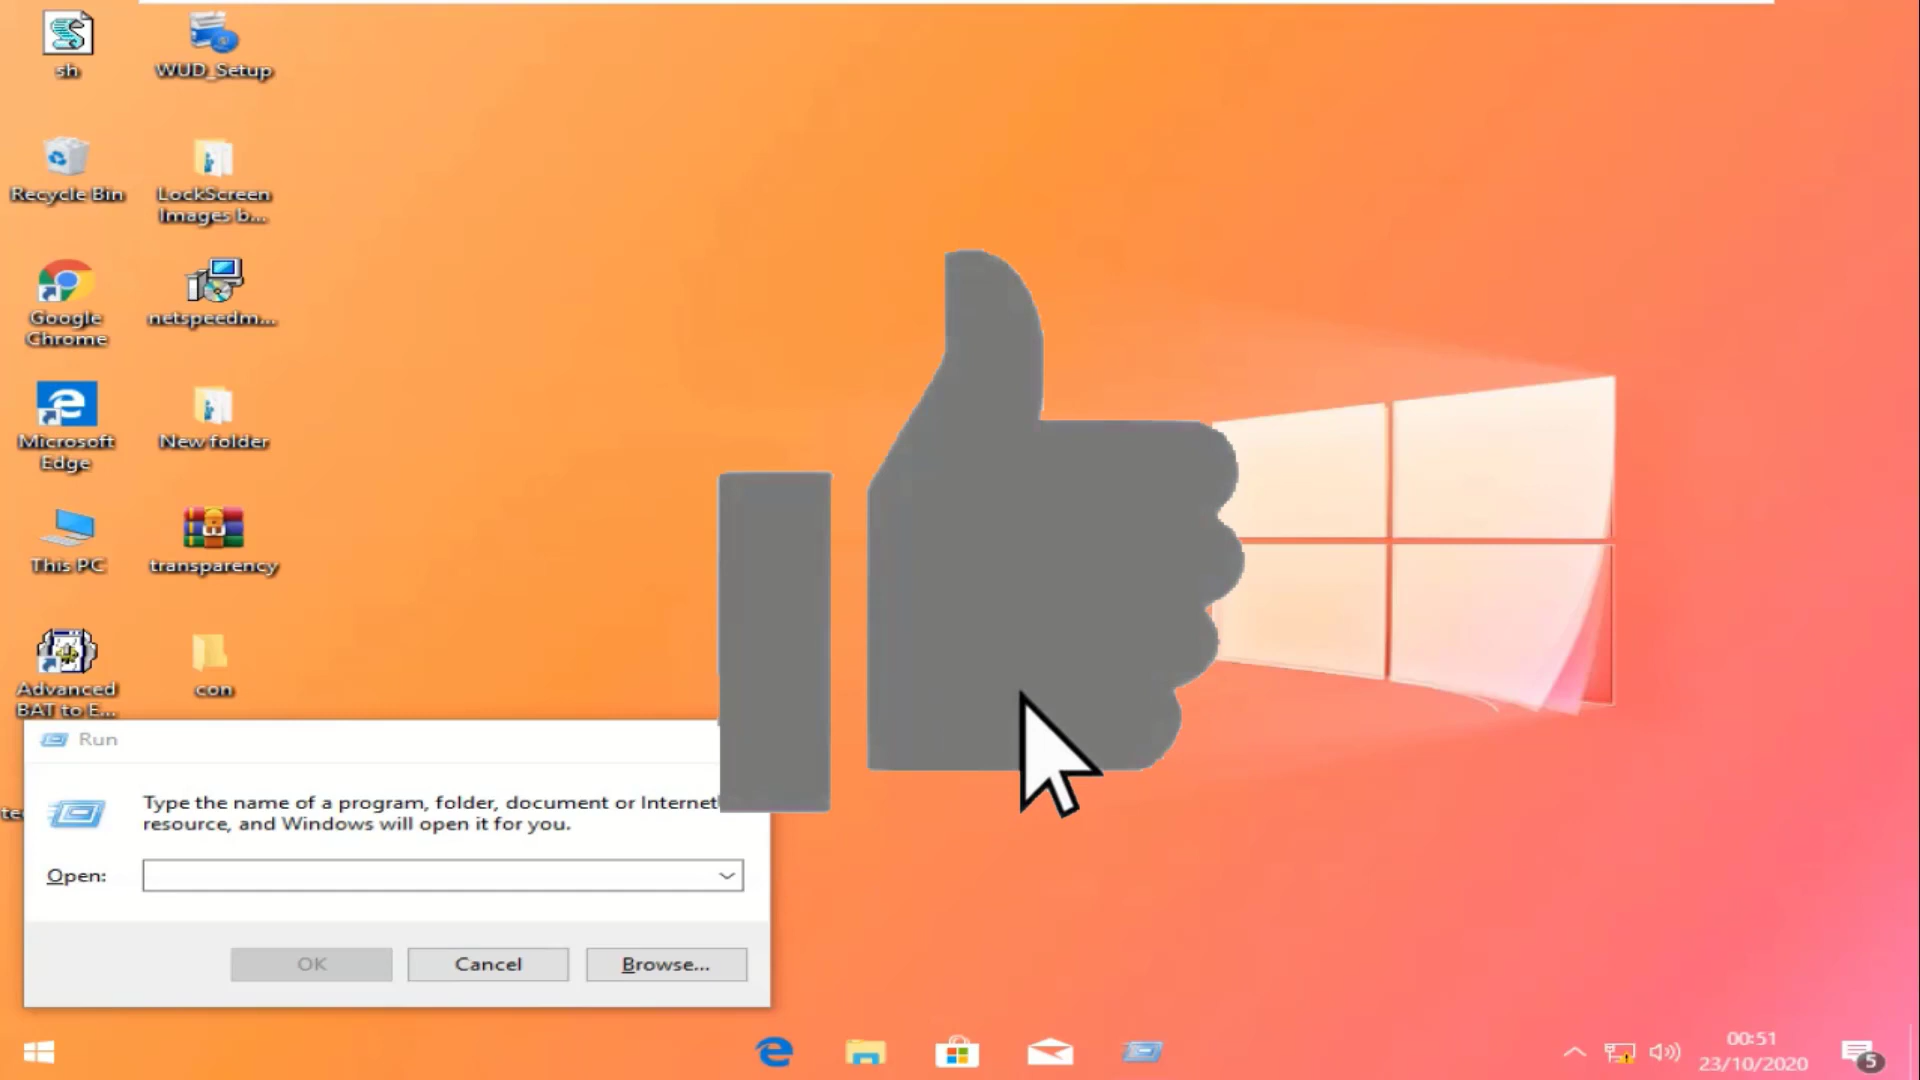 sh
WUD_Setup
Recycle Bin
LockScreen
Images b...
Google
Chrome
netspeedm...
Microsoft
Edge
New folder
This PC
transparency
Advanced
BAT to E...
con
Run
Type the name of a program, folder, document or Internet
resource, and Windows will open it for you.
Open:
OK
Cancel
Browse...
00:51
23/10/2020
5